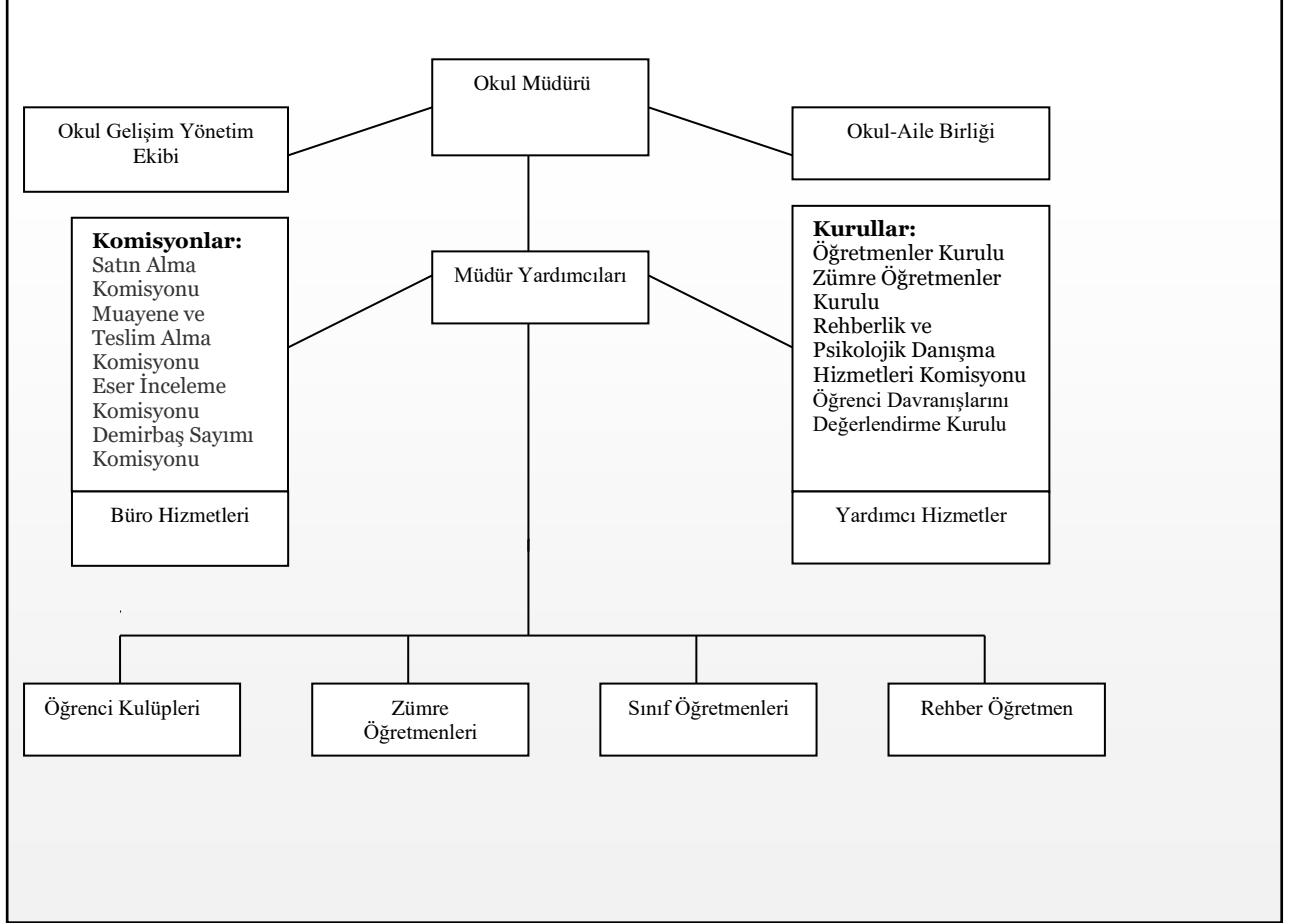 Okul Müdürü
Okul Gelişim Yönetim
Ekibi
Okul-Aile Birliği
Komisyonlar:
Satın Alma
Komisyonu
Muayene ve
Teslim Alma
Komisyonu
Eser İnceleme
Komisyonu
Demirbaş Sayımı
Komisyonu
Müdür Yardımcıları
Kurullar:
Öğretmenler Kurulu
Zümre Öğretmenler
Kurulu
Rehberlik ve
Psikolojik Danışma
Hizmetleri Komisyonu
Öğrenci Davranışlarını
Değerlendirme Kurulu
Büro Hizmetleri
Yardımcı Hizmetler
Öğrenci Kulüpleri
Zümre
Öğretmenleri
Sınıf Öğretmenleri
Rehber Öğretmen